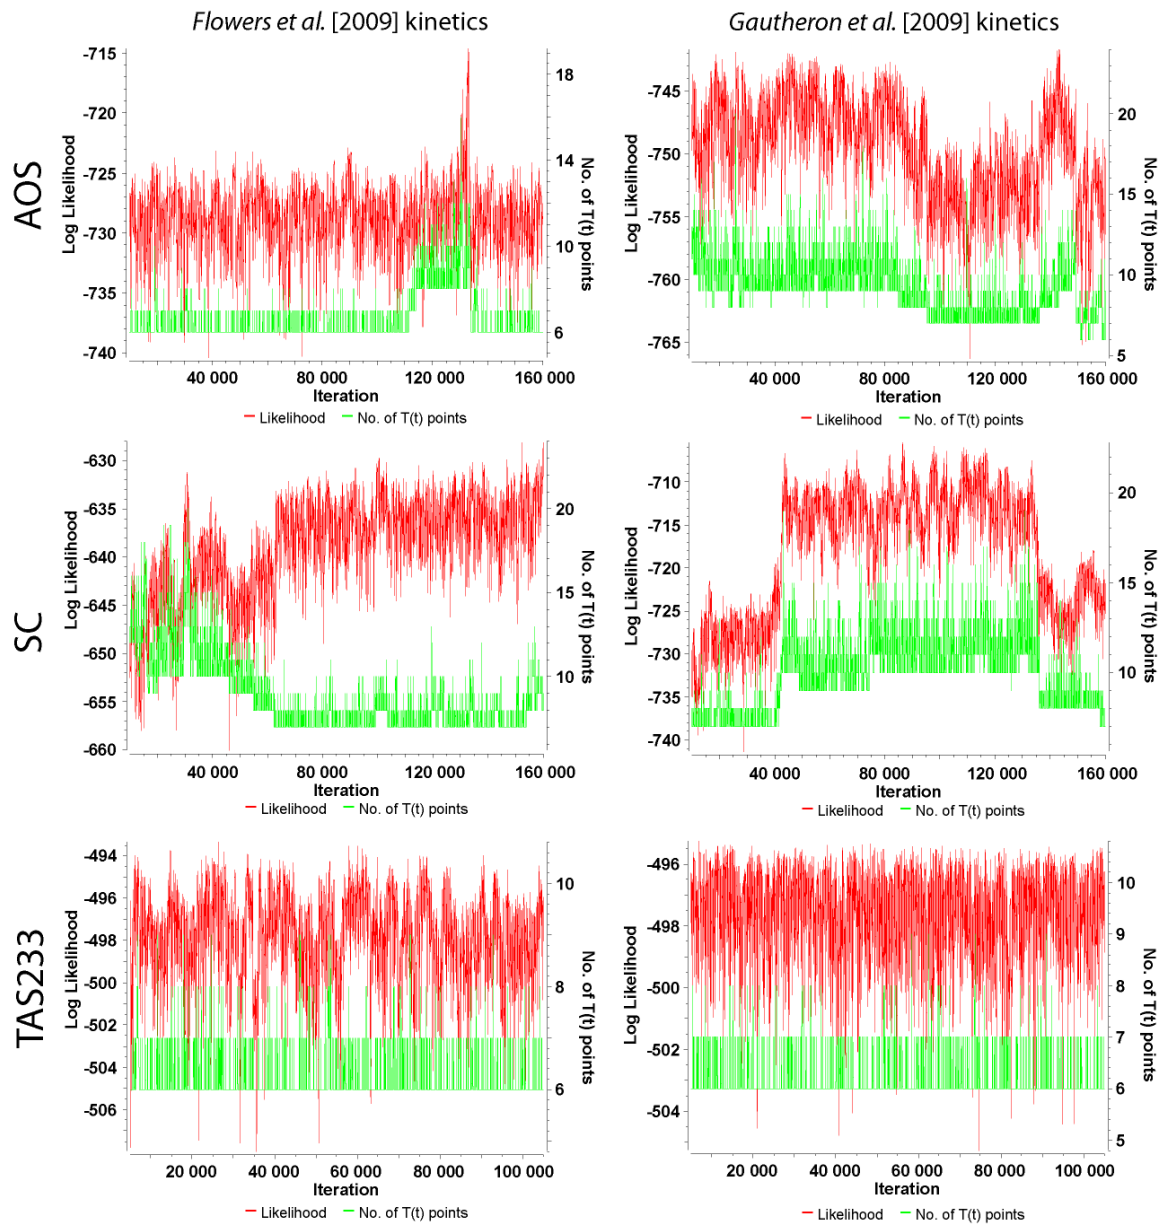 Flowers et al. [2009] kinetics
Gautheron et al. [2009] kinetics
AOS
Log Likelihood
-715
-720
-725
-730
-735
-740
18
14
10
6
No. of T(t) points
40 000
80 000
120 000
160 000
Iteration
Likelihood
No. of T(t) points
Log Likelihood
-745
-750
-755
-760
-765
20
15
10
5
No. of T(t) points
40 000
80 000
120 000
160 000
Iteration
Likelihood
No. of T(t) points
SC
Log Likelihood
-630
-635
-640
-645
-650
-655
-660
20
15
10
No. of T(t) points
40 000
80 000
120 000
160 000
Iteration
Likelihood
No. of T(t) points
Log Likelihood
-710
-715
-720
-725
-730
-735
-740
20
15
10
No. of T(t) points
40 000
80 000
120 000
160 000
Iteration
Likelihood
No. of T(t) points
TAS233
Log Likelihood
-494
-496
-498
-500
-502
-504
-506
10
8
6
No. of T(t) points
20 000
40 000
60 000
80 000
100 000
Iteration
Likelihood
No. of T(t) points
Log Likelihood
-496
-498
-500
-502
-504
10
9
8
7
6
5
No. of T(t) points
20 000
40 000
60 000
80 000
100 000
Iteration
Likelihood
No. of T(t) points